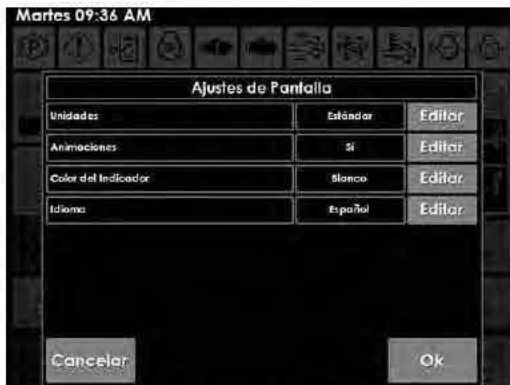 Martes 09:36 AM
Ajustes de Pantalla
Unidades Estándar Editar
Animaciones Sí Editar
Color del Indicador Blanco Editar
Idioma Español Editar
Cancelar Ok